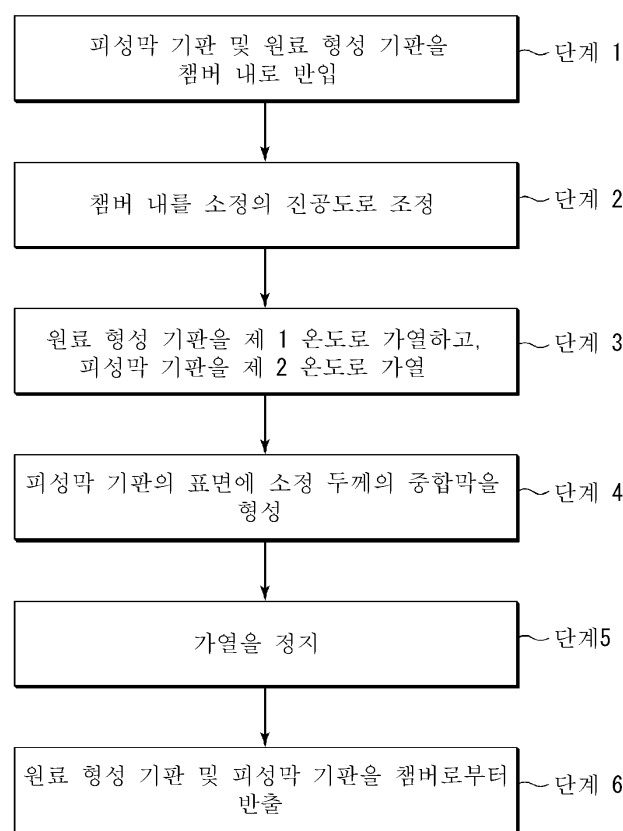 피성막 기판 및 원료 형성 기판을
챔버 내로 반입
단계 1
챔버 내를 소정의 진공도로 조정
단계 2
원료 형성 기판을 제 1 온도로 가열하고,
피성막 기판을 제 2 온도로 가열
단계 3
피성막 기판의 표면에 소정 두께의 중합막을
형성
단계 4
가열을 정지
단계5
원료 형성 기판 및 피성막 기판을 챔버로부터
반출
단계 6